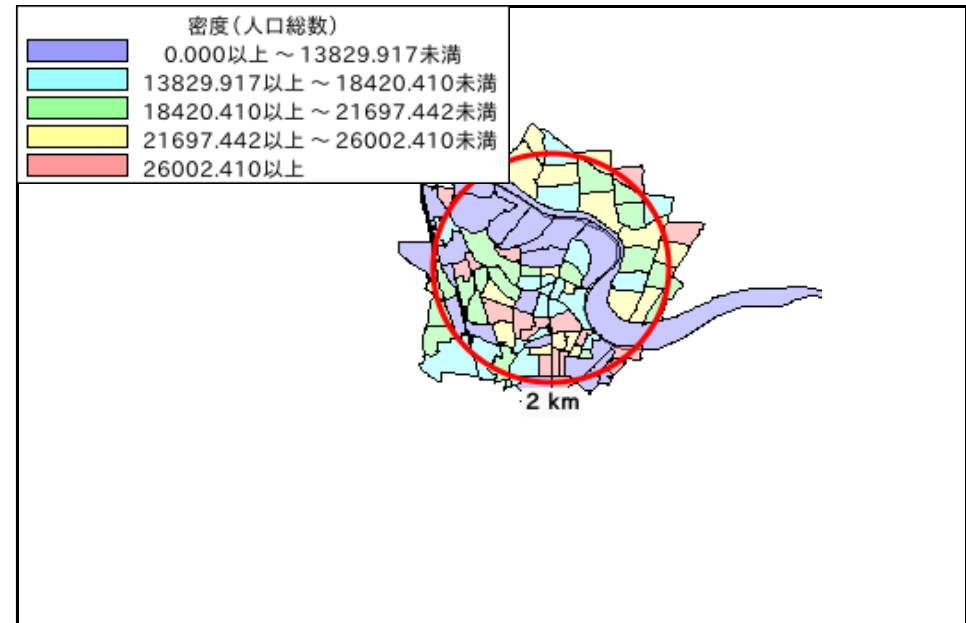 密度(人口総数)
0.000以上 ～ 13829.917未満
13829.917以上 ～ 18420.410未満
18420.410以上 ～ 21697.442未満
21697.442以上 ～ 26002.410未満
26002.410以上
2 km